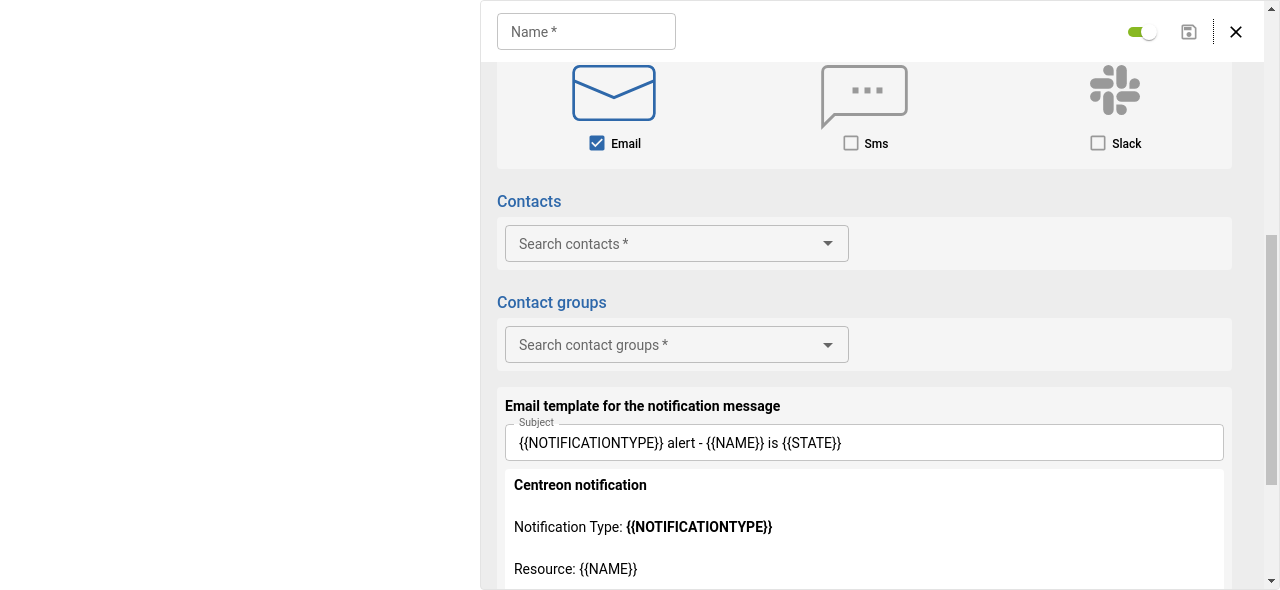 Name *
Email
Sms
Slack
Contacts
Search contacts *
Contact groups
Search contact groups *
Email template for the notification message
Subject
{{NOTIFICATIONTYPE}} alert - {{NAME}} is {{STATE}}
Centreon notification
Notification Type: {{NOTIFICATIONTYPE}}
Resource: {{NAME}}